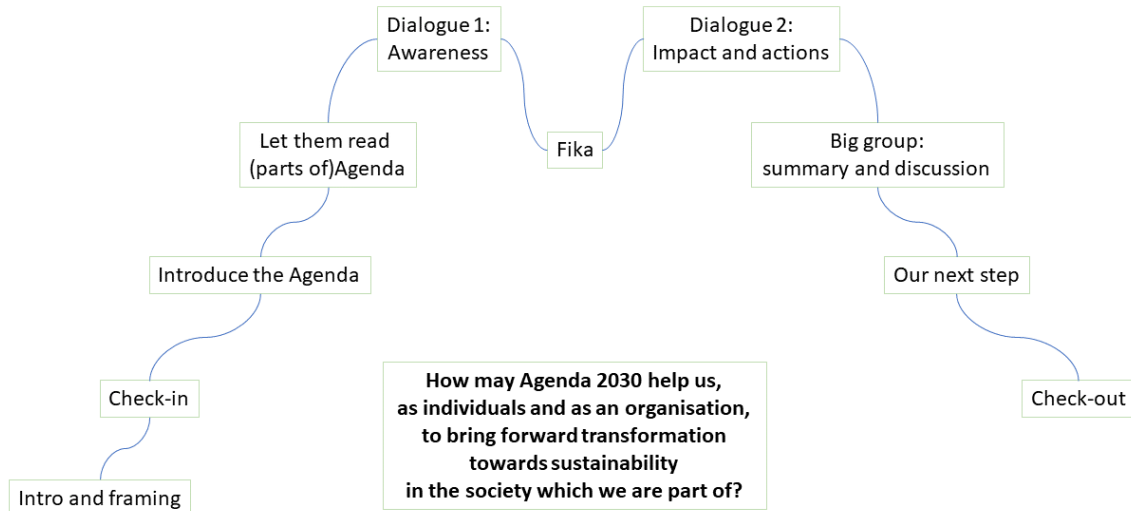 Dialogue 1:
Awareness
Dialogue 2:
Impact and actions
Let them read
(parts of)Agenda
Fika
Big group:
summary and discussion
Introduce the Agenda
Our next step
Check-in
Check-out
Intro and framing
How may Agenda 2030 help us,
as individuals and as an organisation,
to bring forward transformation
towards sustainability
in the society which we are part of?